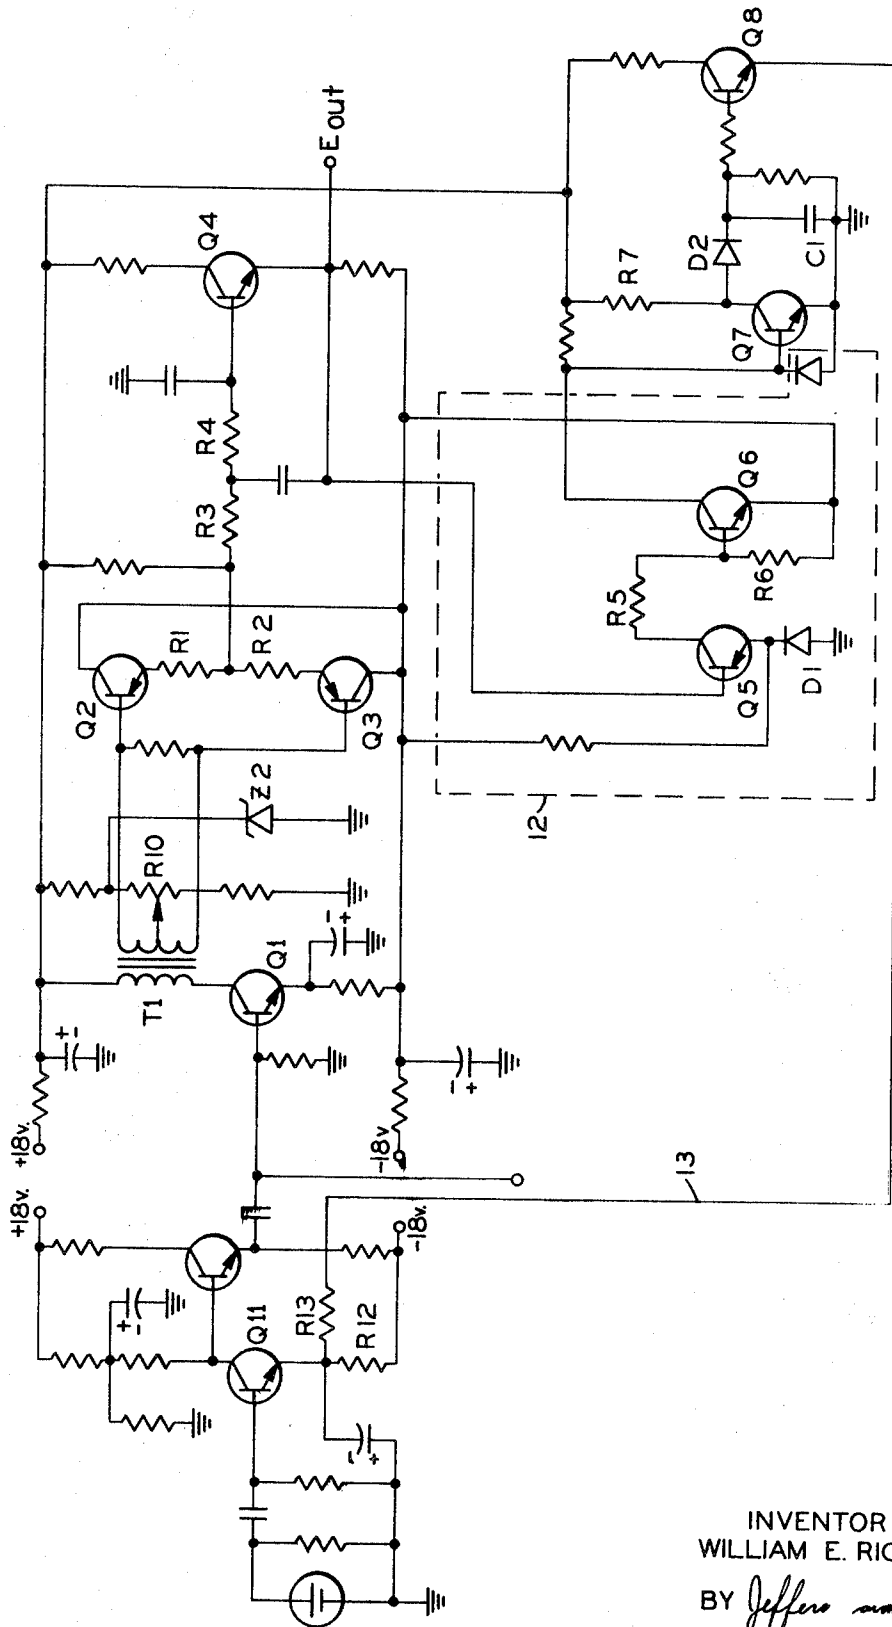 +18v.
+18v.
-18v.
-18v
Q11
R13
R12
13
T1
R10
Z2
Q1
Q2
Q3
R1
R2
R3
R4
Q4
Eout
12
R5
R6
Q5
Q6
D1
R7
D2
C1
Q7
Q8
+
-
+
-
-
+
-
+
-
+
INVENTOR
WILLIAM E.
BY Jeffers